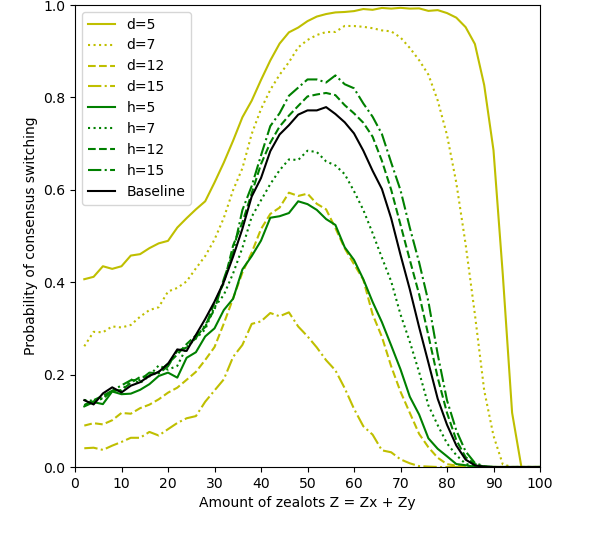 1.0
0.8
0.6
0.4
0.2
0.0
Probability of consensus switching
d=5
d=7
d=12
d=15
h=5
h=7
h=12
h=15
Baseline
0 10 20 30 40 50 60 70 80 90 100
Amount of zealots Z = Zx + Zy